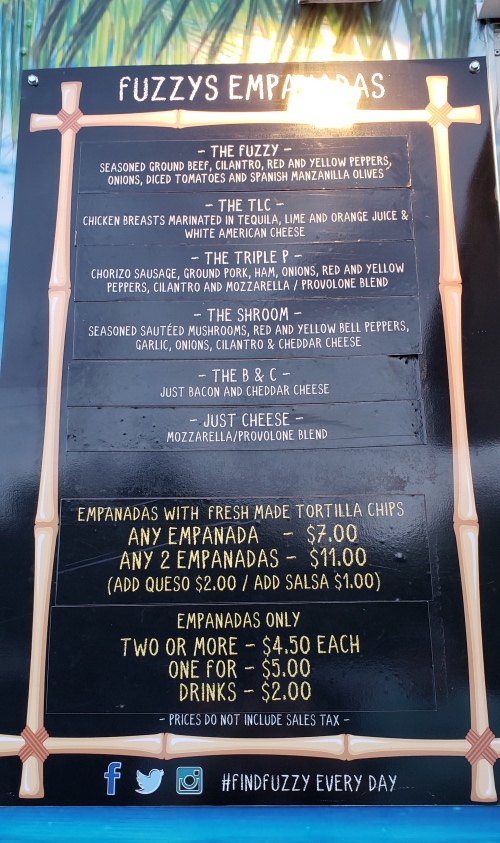 FUZZYS EMPANADAS
- THE FUZZY -
SEASONED GROUND BEEF, CILANTRO, RED AND YELLOW PEPPERS,
ONIONS, DICED TOMATOES AND SPANISH MANZANILLA OLIVES
- THE TLC -
CHICKEN BREASTS MARINATED IN TEQUILA, LIME AND ORANGE JUICE &
WHITE AMERICAN CHEESE
- THE TRIPLE P -
CHORIZO SAUSAGE, GROUND PORK, HAM, ONIONS, RED AND YELLOW
PEPPERS, CILANTRO AND MOZZARELLA / PROVOLONE BLEND
- THE SHROOM -
SEASONED SAUTÉED MUSHROOMS, RED AND YELLOW BELL PEPPERS,
GARLIC, ONIONS, CILANTRO & CHEDDAR CHEESE
- THE B & C -
JUST BACON AND CHEDDAR CHEESE
- JUST CHEESE -
MOZZARELLA/PROVOLONE BLEND
EMPANADAS WITH FRESH MADE TORTILLA CHIPS
ANY EMPANADA - $7.00
ANY 2 EMPANADAS - $11.00
(ADD QUESO $2.00 / ADD SALSA $1.00)
EMPANADAS ONLY
TWO OR MORE - $4.50 EACH
ONE FOR - $5.00
DRINKS - $2.00
- PRICES DO NOT INCLUDE SALES TAX -
#FINDFUZZY EVERY DAY